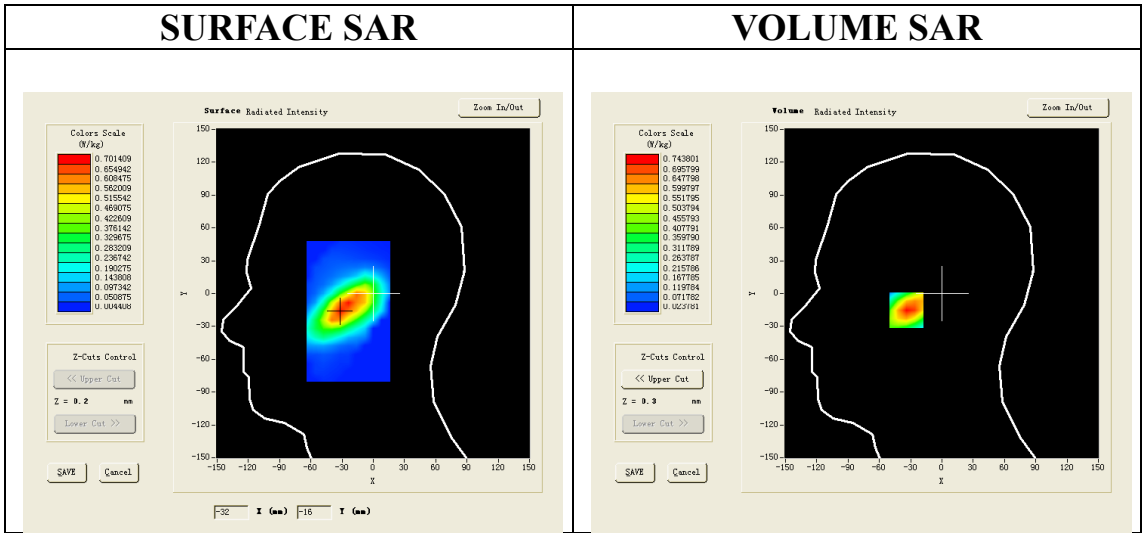 SURFACE SAR
VOLUME SAR
Surface Radiated Intensity
Zoom In/Out
Colors Scale
(W/kg)
0.701409
0.654942
0.608475
0.562009
0.515542
0.469075
0.422609
0.376142
0.329675
0.283209
0.236742
0.190275
0.143808
0.097342
0.050875
0.004408
Z-Cuts Control
<< Upper Cut
Z = 0.2 mm
Lower Cut >>
SAVE Cancel
150
120
90
60
30
0
-30
-60
-90
-120
-150
Y
-150 -120 -90 -60 -30 0 30 60 90 120 150
X
-32 X (mm) -16 Y (mm)
Volume Radiated Intensity
Zoom In/Out
Colors Scale
(W/kg)
0.743801
0.695799
0.647798
0.599797
0.551795
0.503794
0.455793
0.407791
0.359790
0.311789
0.263787
0.215786
0.167785
0.119784
0.071782
0.023781
Z-Cuts Control
<< Upper Cut
Z = 0.3 mm
Lower Cut >>
SAVE Cancel
150
120
90
60
30
0
-30
-60
-90
-120
-150
Y
-150 -120 -90 -60 -30 0 30 60 90 120 150
X